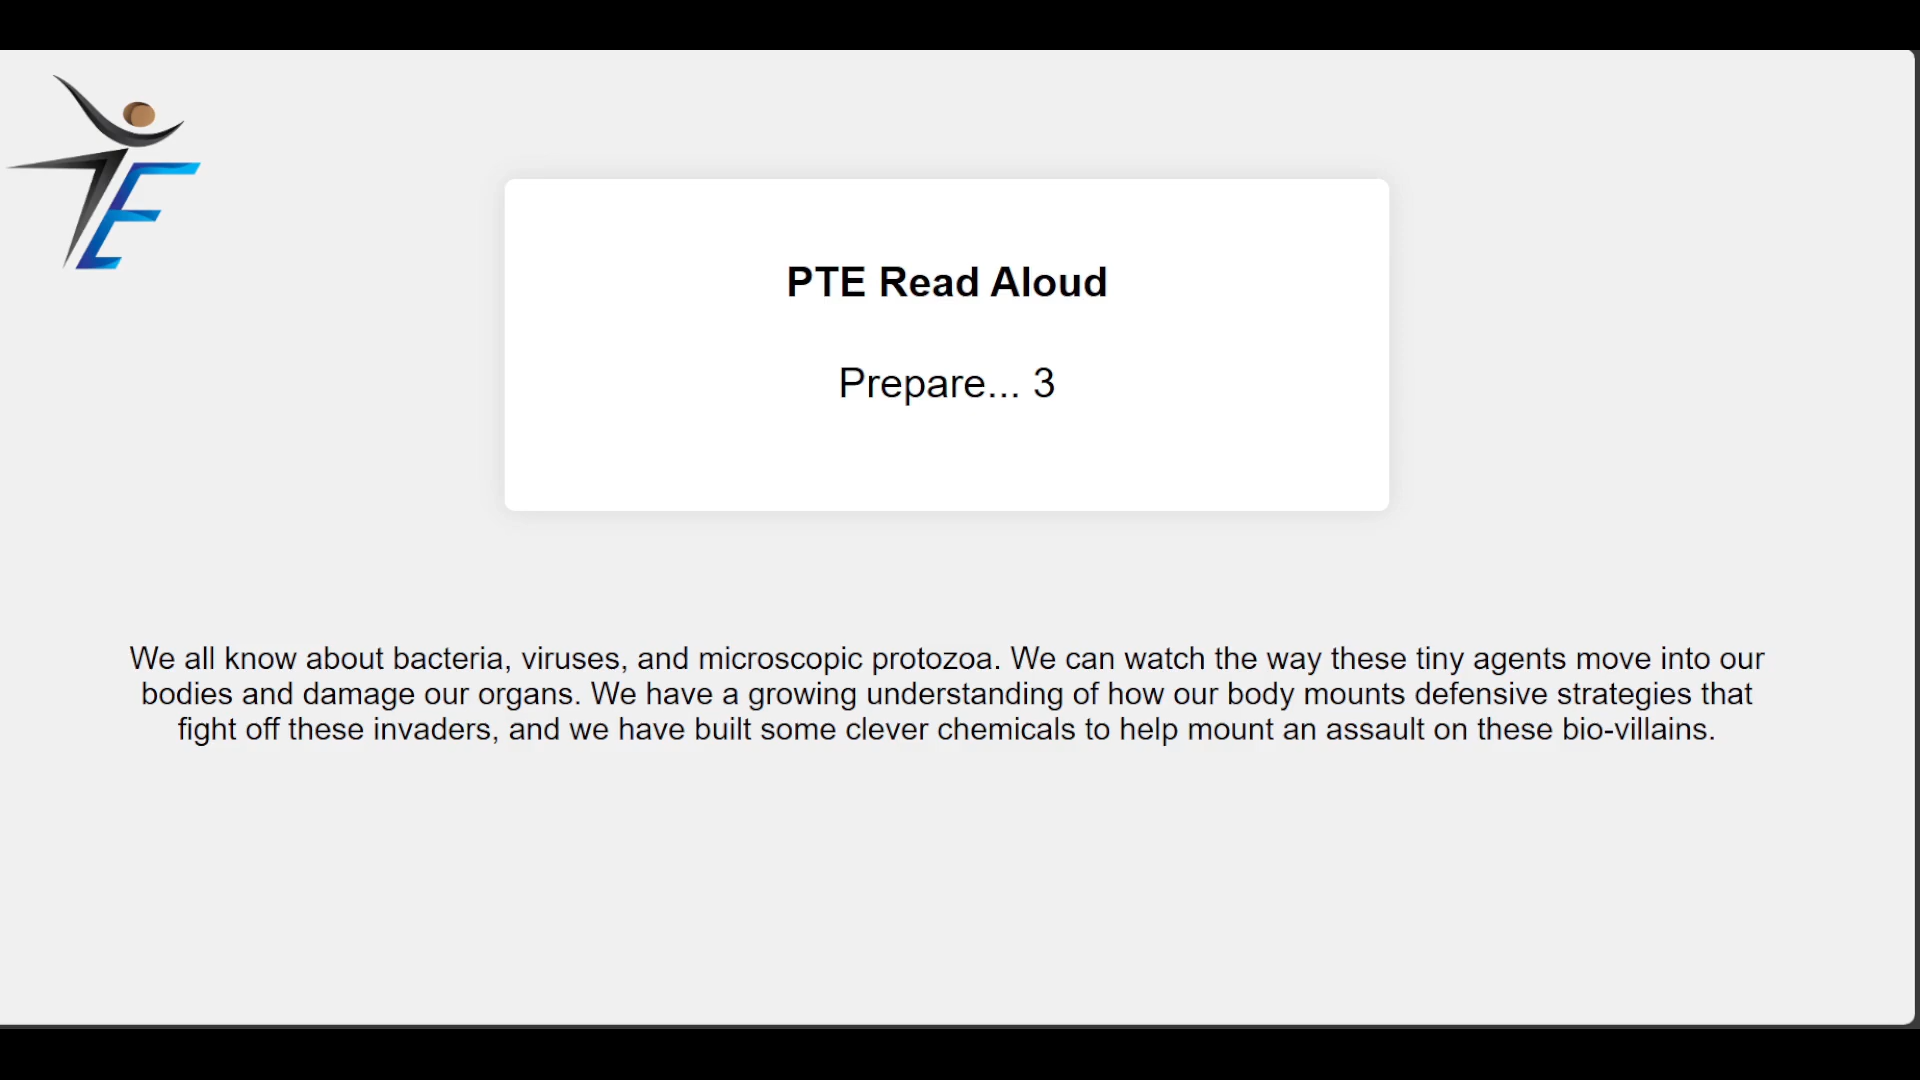 PTE Read Aloud
Prepare... 3
We all know about bacteria, viruses, and microscopic protozoa. We can watch the way these tiny agents move into our
bodies and damage our organs. We have a growing understanding of how our body mounts defensive strategies that
fight off these invaders, and we have built some clever chemicals to help mount an assault on these bio-villains.